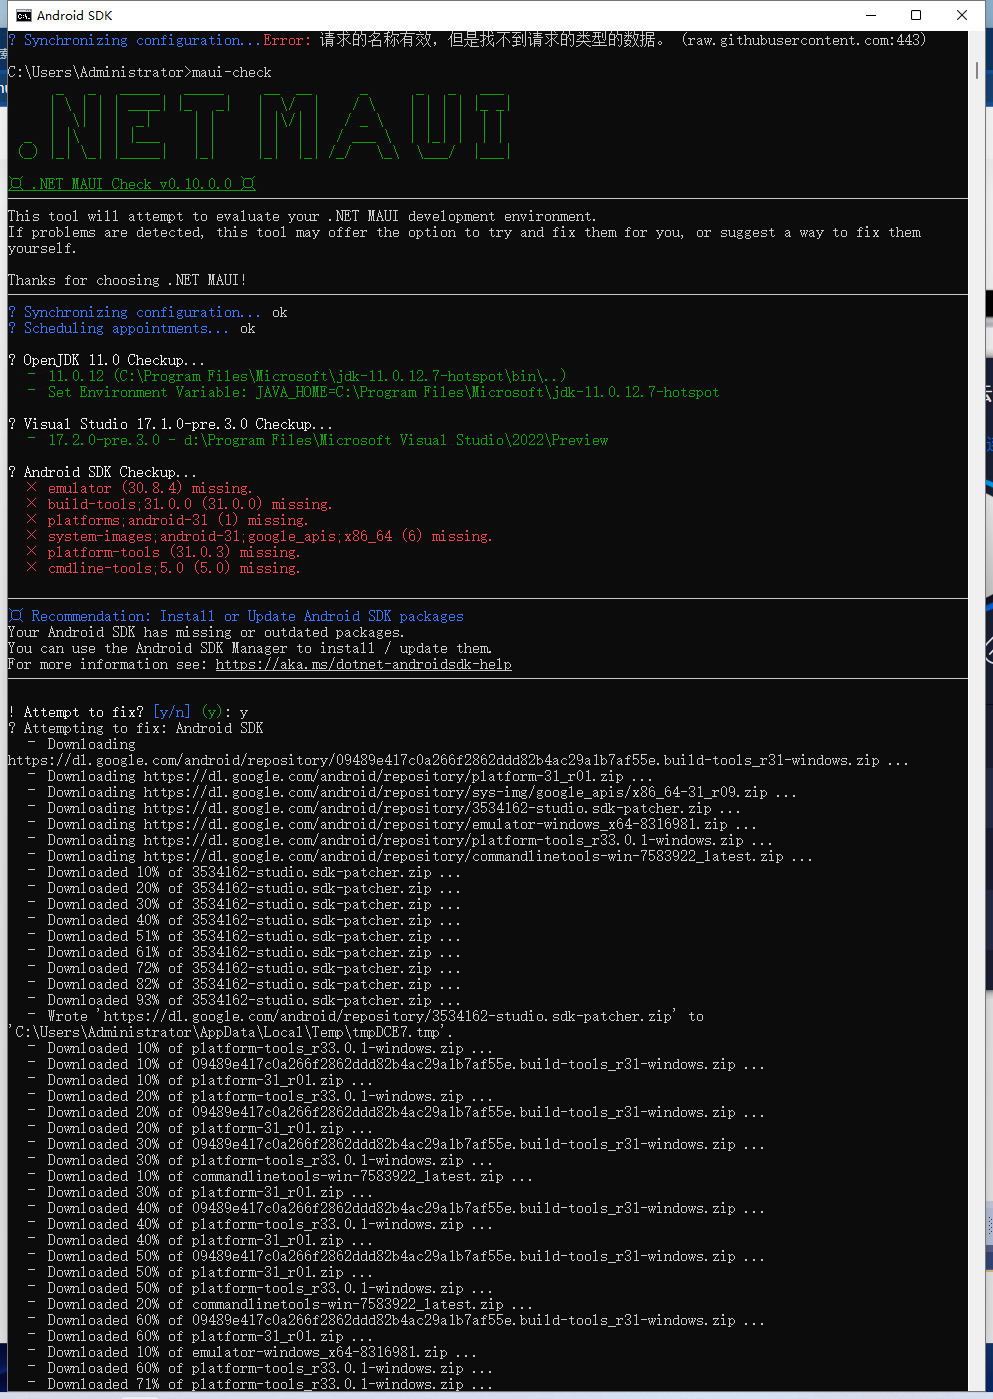 Android SDK
? Synchronizing configuration...Error: 请求的名称有效，但是找不到请求的类型的数据。 (raw.githubusercontent.com:443)
C:\Users\Administrator>maui-check
.NET MAUI
¤ .NET MAUI Check v0.10.0.0 ¤
This tool will attempt to evaluate your .NET MAUI development environment.
If problems are detected, this tool may offer the option to try and fix them for you, or suggest a way to fix them
yourself.
Thanks for choosing .NET MAUI!
? Synchronizing configuration... ok
? Scheduling appointments... ok
? OpenJDK 11.0 Checkup...
- 11.0.12 (C:\Program Files\Microsoft\jdk-11.0.12.7-hotspot\bin\..)
- Set Environment Variable: JAVA_HOME=C:\Program Files\Microsoft\jdk-11.0.12.7-hotspot
? Visual Studio 17.1.0-pre.3.0 Checkup...
- 17.2.0-pre.3.0 - d:\Program Files\Microsoft Visual Studio\2022\Preview
? Android SDK Checkup...
× emulator (30.8.4) missing.
× build-tools;31.0.0 (31.0.0) missing.
× platforms;android-31 (1) missing.
× system-images;android-31;google_apis;x86_64 (6) missing.
× platform-tools (31.0.3) missing.
× cmdline-tools;5.0 (5.0) missing.
¤ Recommendation: Install or Update Android SDK packages
Your Android SDK has missing or outdated packages.
You can use the Android SDK Manager to install / update them.
For more information see: https://aka.ms/dotnet-androidsdk-help
! Attempt to fix? [y/n] (y): y
? Attempting to fix: Android SDK
- Downloading
https://dl.google.com/android/repository/09489e417c0a266f2862ddd82b4ac29a1b7af55e.build-tools_r31-windows.zip ...
- Downloading https://dl.google.com/android/repository/platform-31_r01.zip ...
- Downloading https://dl.google.com/android/repository/sys-img/google_apis/x86_64-31_r09.zip ...
- Downloading https://dl.google.com/android/repository/3534162-studio.sdk-patcher.zip ...
- Downloading https://dl.google.com/android/repository/emulator-windows_x64-8316981.zip ...
- Downloading https://dl.google.com/android/repository/platform-tools_r33.0.1-windows.zip ...
- Downloading https://dl.google.com/android/repository/commandlinetools-win-7583922_latest.zip ...
- Downloaded 10% of 3534162-studio.sdk-patcher.zip ...
- Downloaded 20% of 3534162-studio.sdk-patcher.zip ...
- Downloaded 30% of 3534162-studio.sdk-patcher.zip ...
- Downloaded 40% of 3534162-studio.sdk-patcher.zip ...
- Downloaded 51% of 3534162-studio.sdk-patcher.zip ...
- Downloaded 61% of 3534162-studio.sdk-patcher.zip ...
- Downloaded 72% of 3534162-studio.sdk-patcher.zip ...
- Downloaded 82% of 3534162-studio.sdk-patcher.zip ...
- Downloaded 93% of 3534162-studio.sdk-patcher.zip ...
- Wrote 'https://dl.google.com/android/repository/3534162-studio.sdk-patcher.zip' to
'C:\Users\Administrator\AppData\Local\Temp\tmpDCE7.tmp'.
- Downloaded 10% of platform-tools_r33.0.1-windows.zip ...
- Downloaded 10% of 09489e417c0a266f2862ddd82b4ac29a1b7af55e.build-tools_r31-windows.zip ...
- Downloaded 10% of platform-31_r01.zip ...
- Downloaded 20% of platform-tools_r33.0.1-windows.zip ...
- Downloaded 20% of 09489e417c0a266f2862ddd82b4ac29a1b7af55e.build-tools_r31-windows.zip ...
- Downloaded 20% of platform-31_r01.zip ...
- Downloaded 30% of 09489e417c0a266f2862ddd82b4ac29a1b7af55e.build-tools_r31-windows.zip ...
- Downloaded 30% of platform-tools_r33.0.1-windows.zip ...
- Downloaded 10% of commandlinetools-win-7583922_latest.zip ...
- Downloaded 30% of platform-31_r01.zip ...
- Downloaded 40% of 09489e417c0a266f2862ddd82b4ac29a1b7af55e.build-tools_r31-windows.zip ...
- Downloaded 40% of platform-tools_r33.0.1-windows.zip ...
- Downloaded 40% of platform-31_r01.zip ...
- Downloaded 50% of 09489e417c0a266f2862ddd82b4ac29a1b7af55e.build-tools_r31-windows.zip ...
- Downloaded 50% of platform-31_r01.zip ...
- Downloaded 50% of platform-tools_r33.0.1-windows.zip ...
- Downloaded 20% of commandlinetools-win-7583922_latest.zip ...
- Downloaded 60% of 09489e417c0a266f2862ddd82b4ac29a1b7af55e.build-tools_r31-windows.zip ...
- Downloaded 60% of platform-31_r01.zip ...
- Downloaded 10% of emulator-windows_x64-8316981.zip ...
- Downloaded 60% of platform-tools_r33.0.1-windows.zip ...
- Downloaded 71% of platform-tools_r33.0.1-windows.zip ...